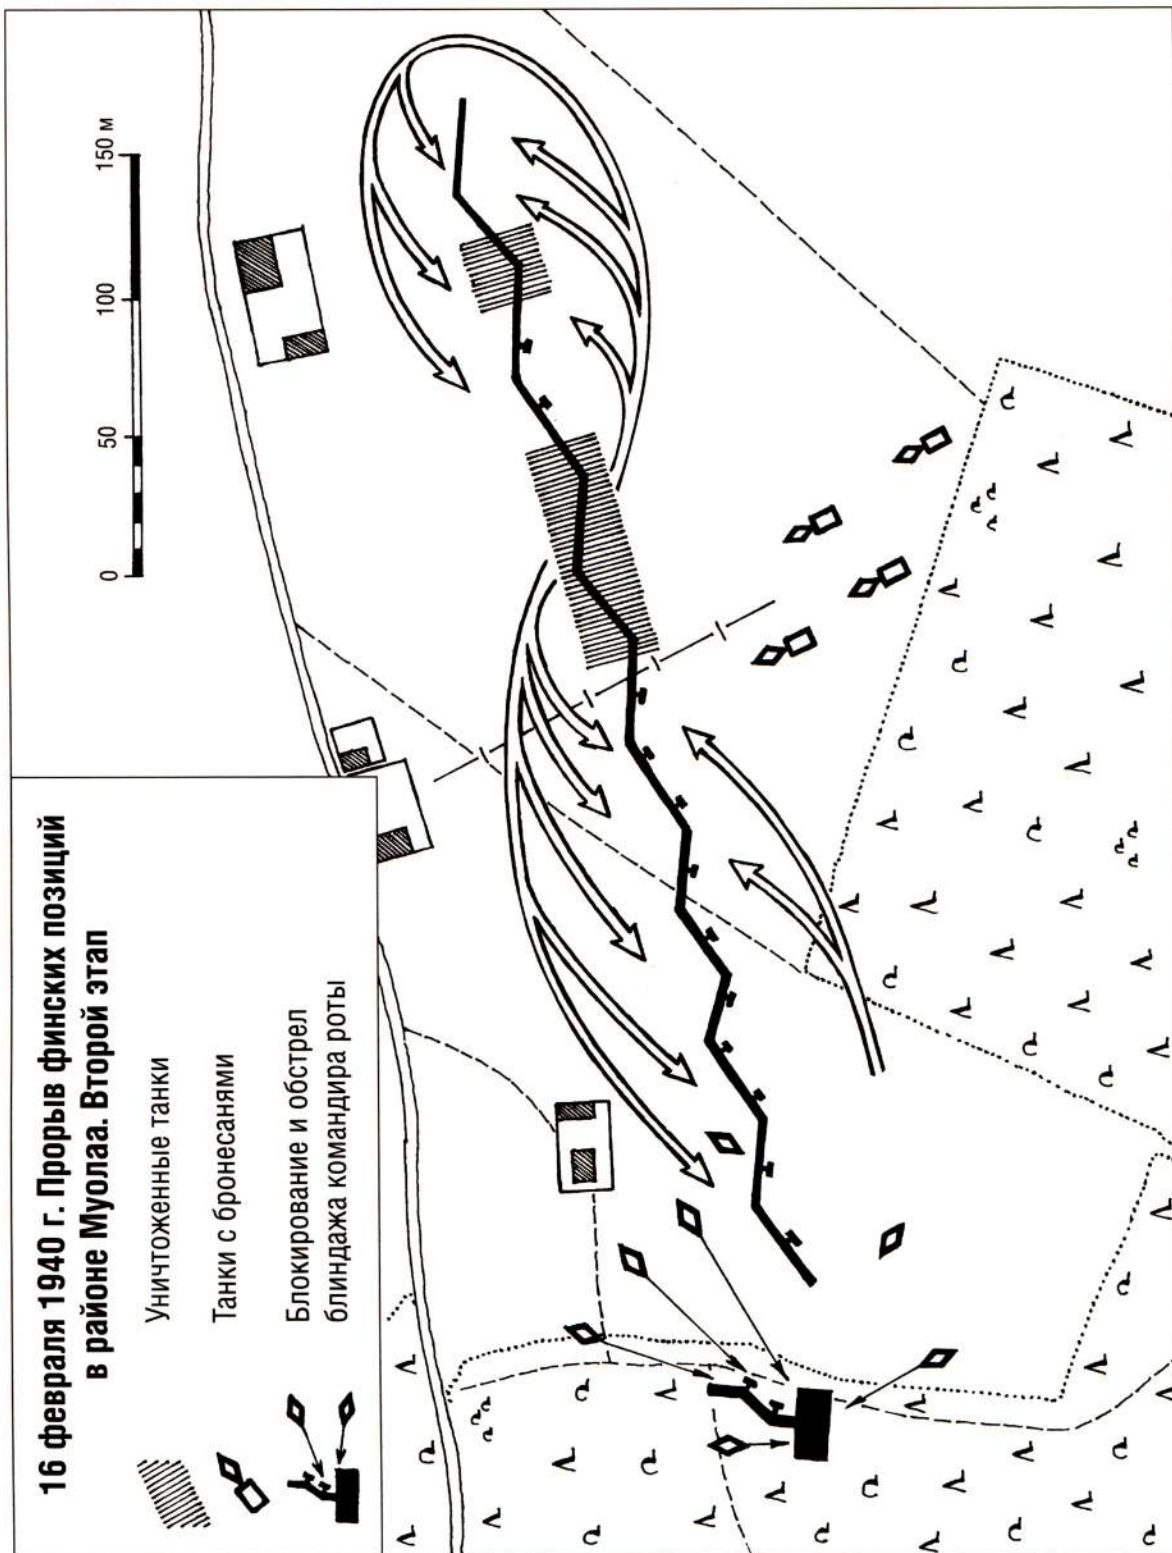 16 февраля 1940 г. Прорыв финских позиций
в районе Муолаа. Второй этап
Уничтоженные танки
Танки с бронесанями
Блокирование и обстрел
блиндажа командира роты
0 50 100 150 м